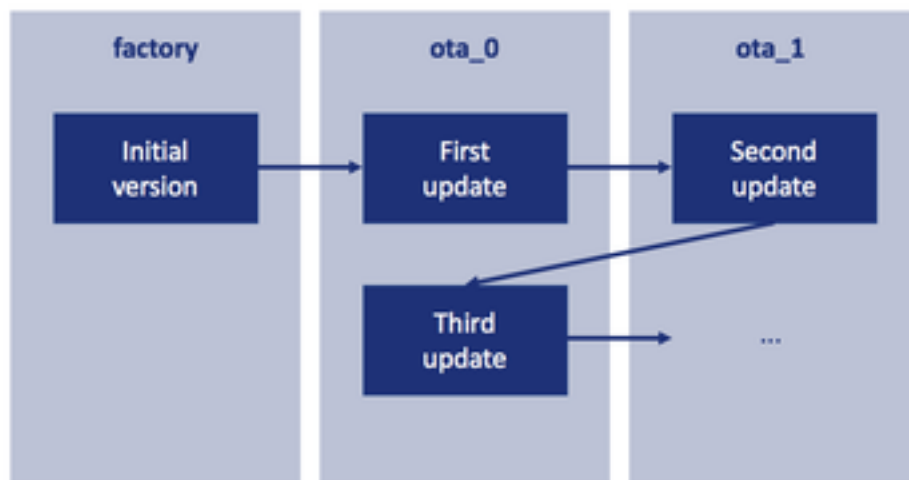 factory
ota_0
ota_1
Initial
version
First
update
Second
update
Third
update
...